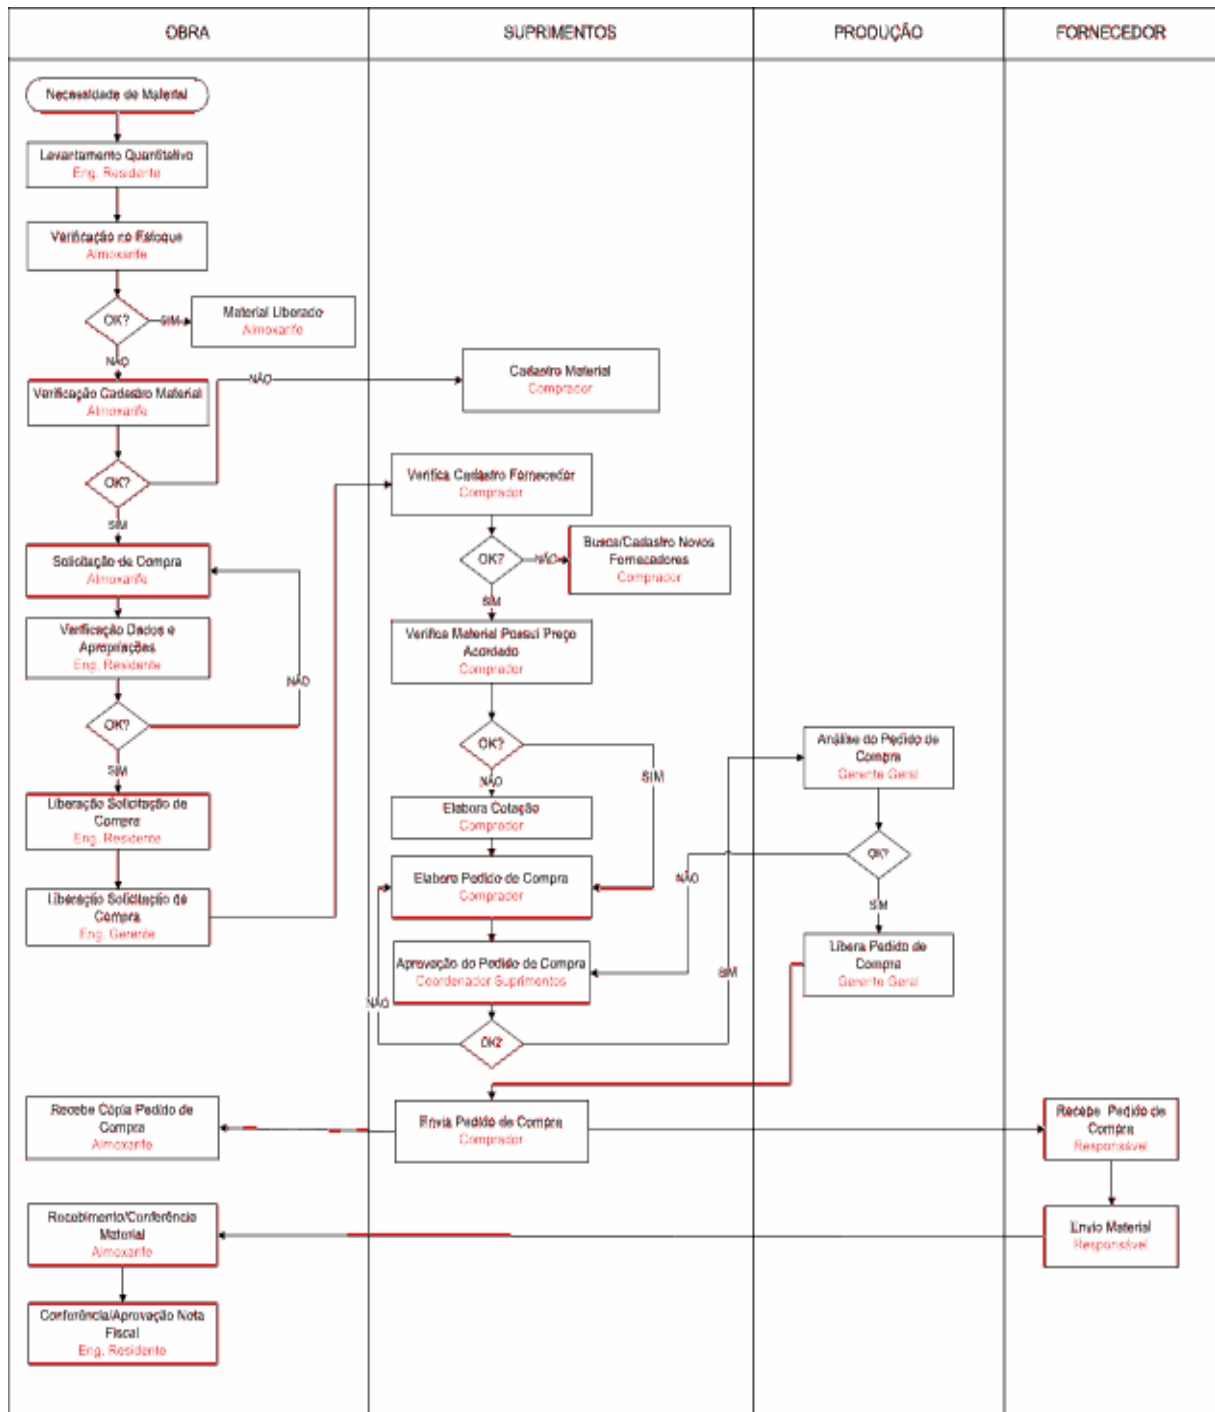 OBRA
SUPRIMENTOS
PRODUÇÃO
FORNECEDOR
Necessidade de Material
Levantamento Quantitativo
Eng. Residente
Verificação no Estoque
Almoxarife
OK?
SIM
Material Liberado
Almoxarife
NÃO
Verificação Cadastro Material
Almoxarife
NÃO
Cadastro Material
Comprador
OK?
SIM
Verifica Cadastro Fornecedor
Comprador
OK?
NÃO
Busca/Cadastro Novos
Fornecedores
Comprador
SIM
Solicitação de Compra
Almoxarife
Verificação Dados e
Apropriações
Eng. Residente
NÃO
OK?
SIM
Verifica Material Possui Preço
Acordado
Comprador
OK?
SIM
NÃO
Análise do Pedido de
Compra
Gerente Geral
Liberação Solicitação de
Compra
Eng. Residente
Elabora Cotação
Comprador
OK?
NÃO
SIM
Elabora Pedido de Compra
Comprador
Liberação Solicitação de
Compra
Eng. Gerente
Aprovação do Pedido de Compra
Coordenador Suprimentos
SIM
Libera Pedido de
Compra
Gerente Geral
NÃO
OK?
Recebe Cópia Pedido de
Compra
Almoxarife
Envia Pedido de Compra
Comprador
Recebe Pedido de
Compra
Responsável
Recebimento/Conferência
Material
Almoxarife
Envio Material
Responsável
Conferência/Aprovação Nota
Fiscal
Eng. Residente